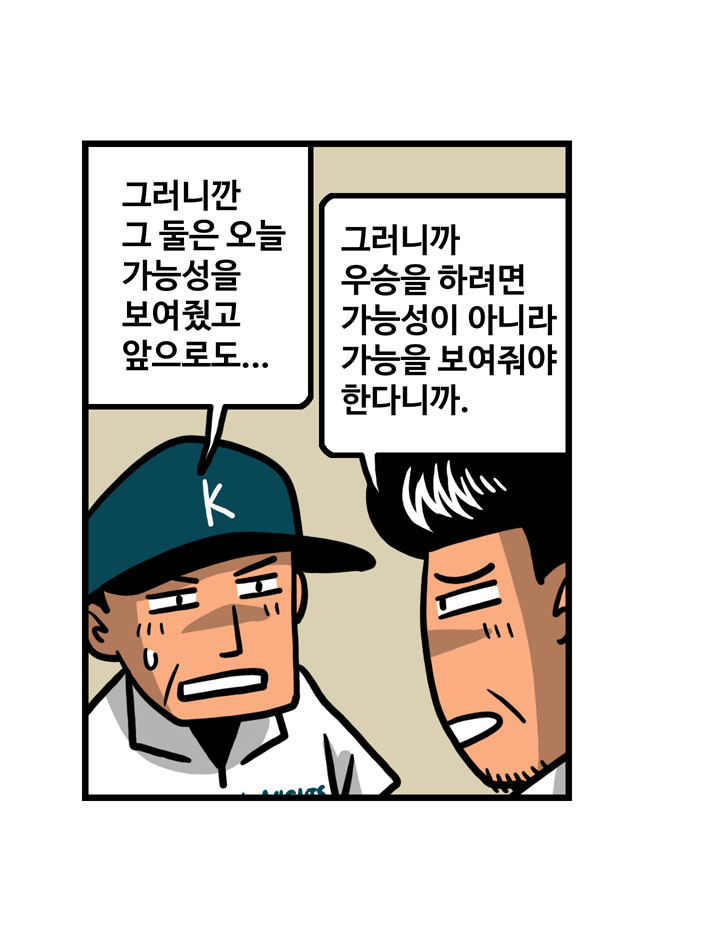 그러니깐
그 둘은 오늘
가능성을
보여줬고
앞으로도...
그러니까
우승을 하려면
가능성이 아니라
가능을 보여줘야
한다니까.
K